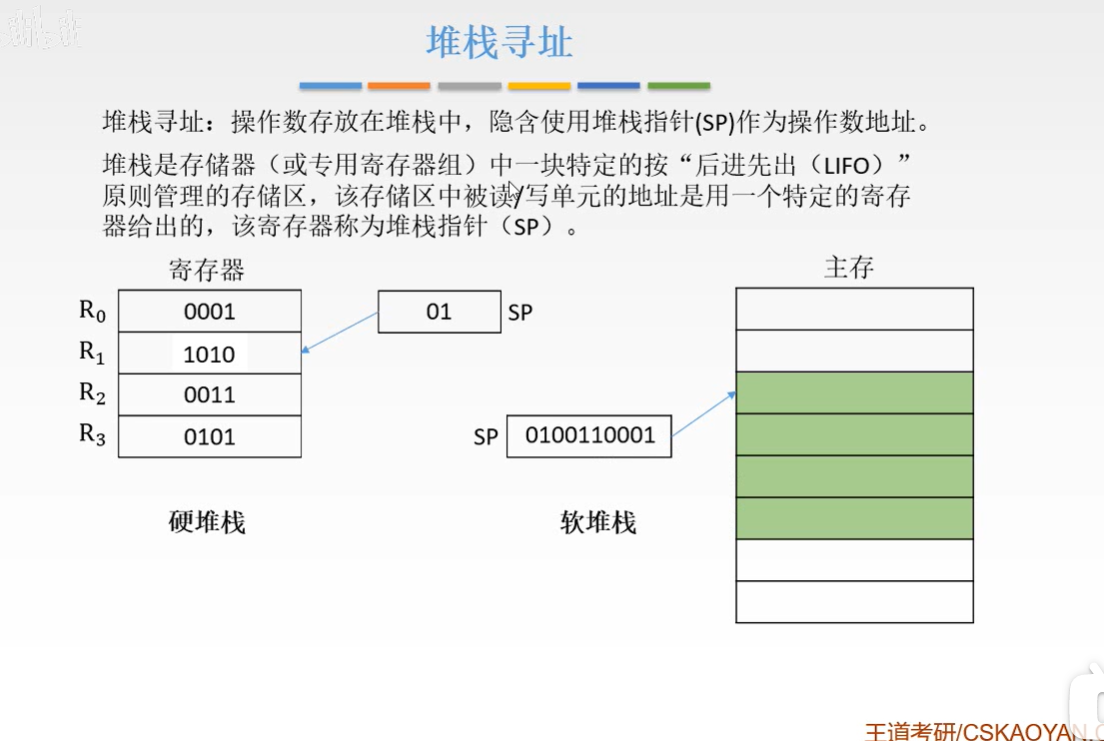 堆栈寻址
堆栈寻址：操作数存放在堆栈中，隐含使用堆栈指针(SP)作为操作数地址。
堆栈是存储器（或专用寄存器组）中一块特定的按“后进先出（LIFO）”
原则管理的存储区，该存储区中被读/写单元的地址是用一个特定的寄存
器给出的，该寄存器称为堆栈指针（SP）。
寄存器
主存
R0 0001
01 SP
R1 1010
R2 0011
R3 0101
SP 0100110001
硬堆栈
软堆栈
王道考研/CSKAOYAN.C